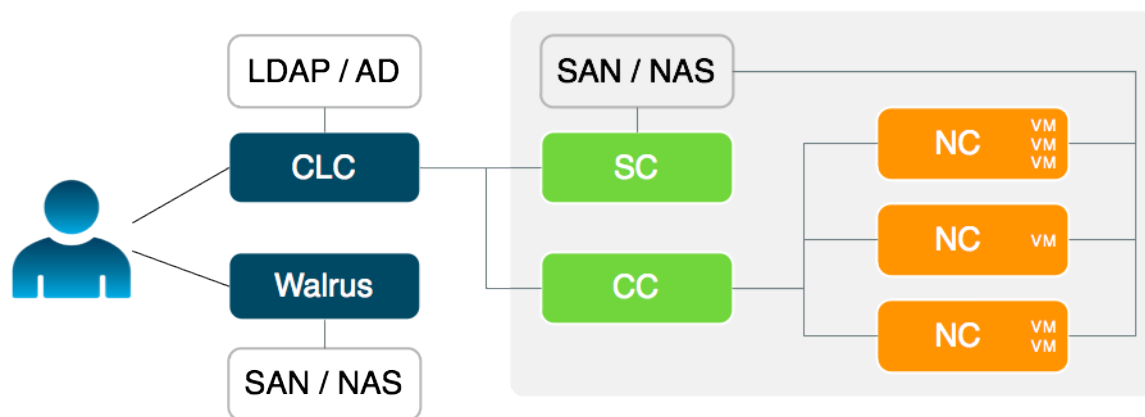 LDAP / AD
SAN / NAS
CLC
SC
NC
VM
VM
VM
NC
VM
Walrus
CC
NC
VM
VM
SAN / NAS